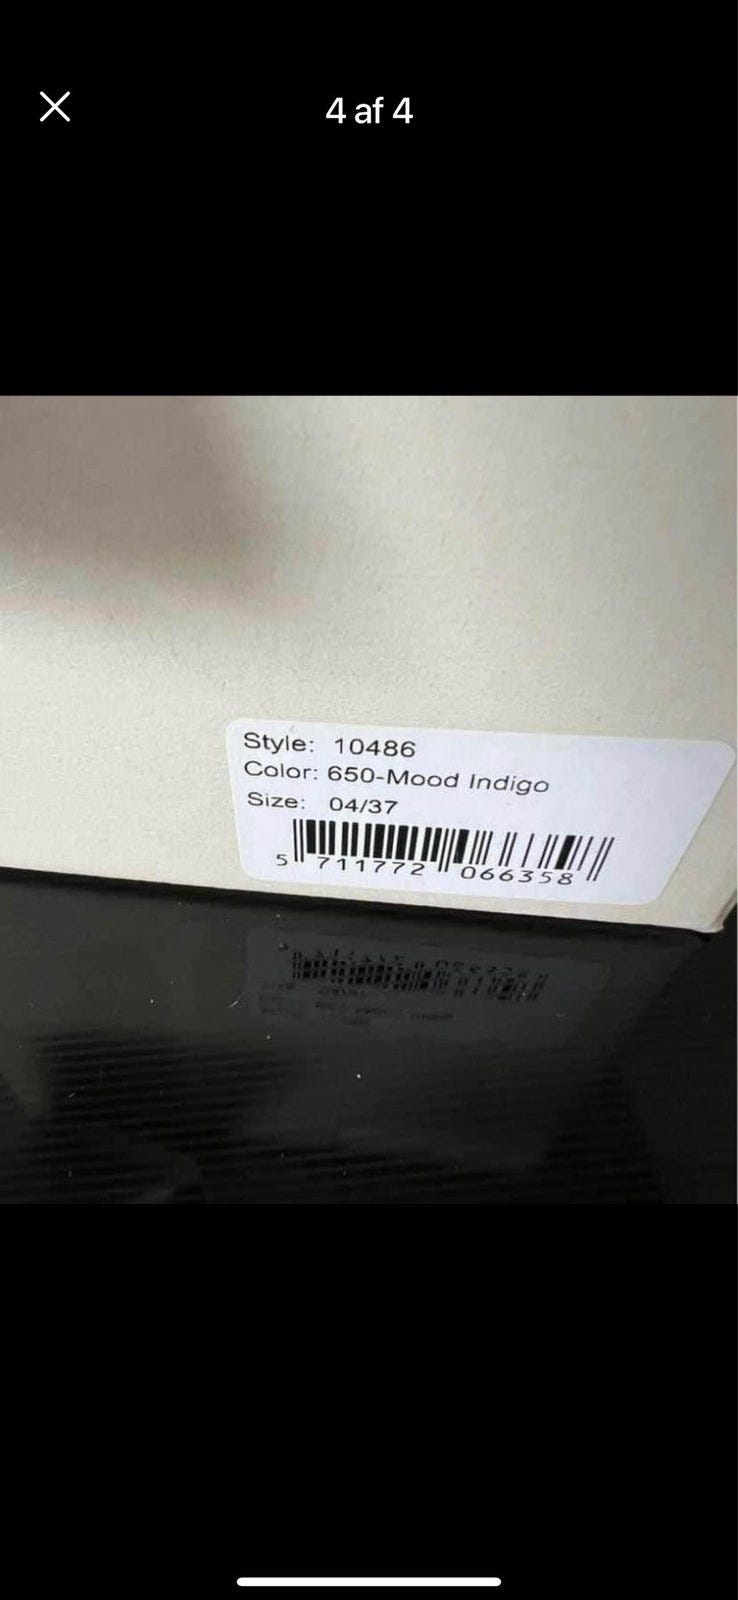 4 af 4
Style: 10486
Color: 650-Mood Indigo
Size: 04/37
5 711772 066358